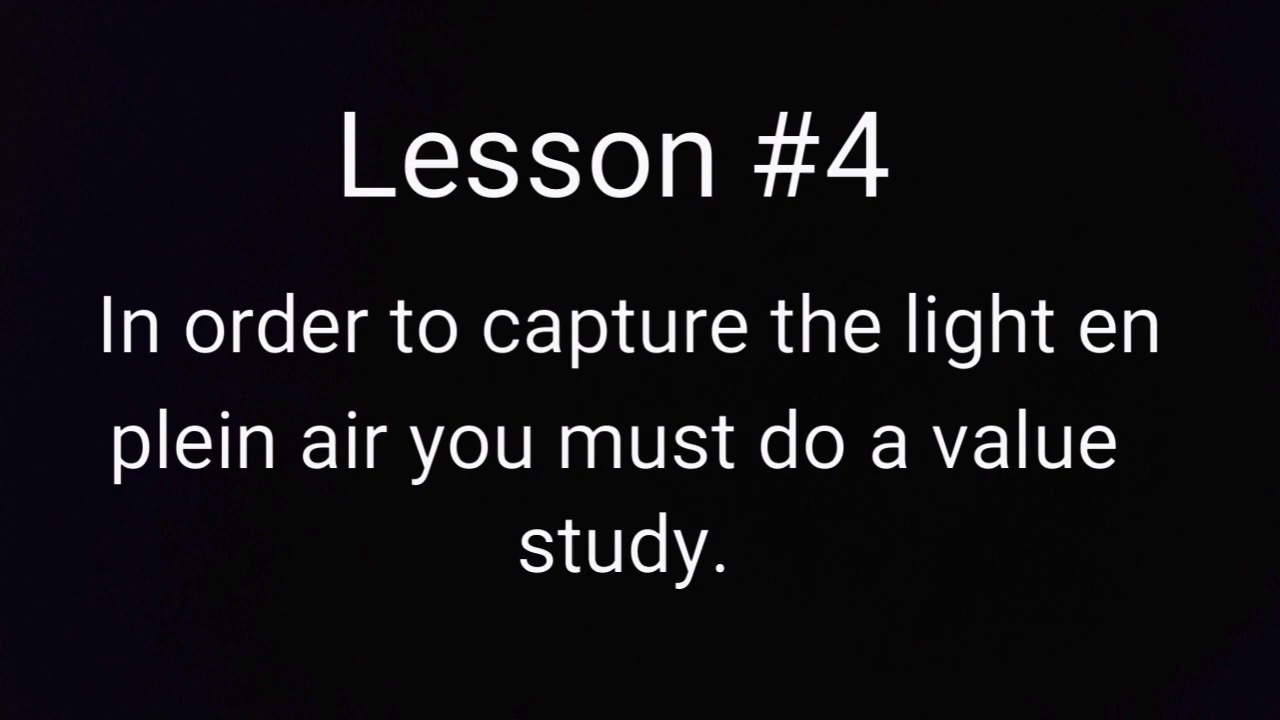 Lesson #4
In order to capture the light en
plein air you must do a value
study.